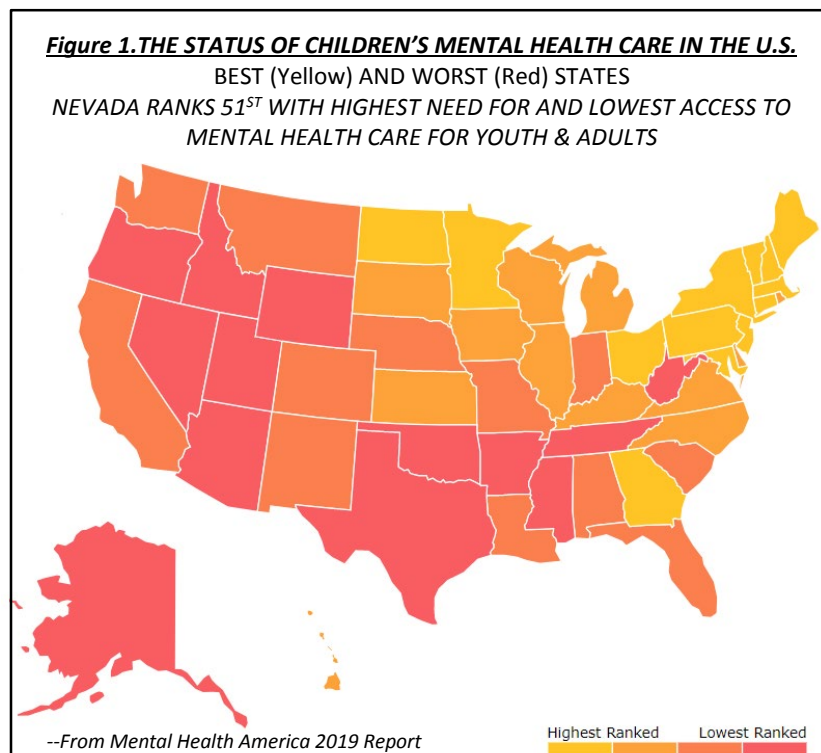 Figure 1.THE STATUS OF CHILDREN'S MENTAL HEALTH CARE IN THE U.S.
BEST (Yellow) AND WORST (Red) STATES
NEVADA RANKS 51ST WITH HIGHEST NEED FOR AND LOWEST ACCESS TO
MENTAL HEALTH CARE FOR YOUTH & ADULTS
--From Mental Health America 2019 Report
Highest Ranked Lowest Ranked